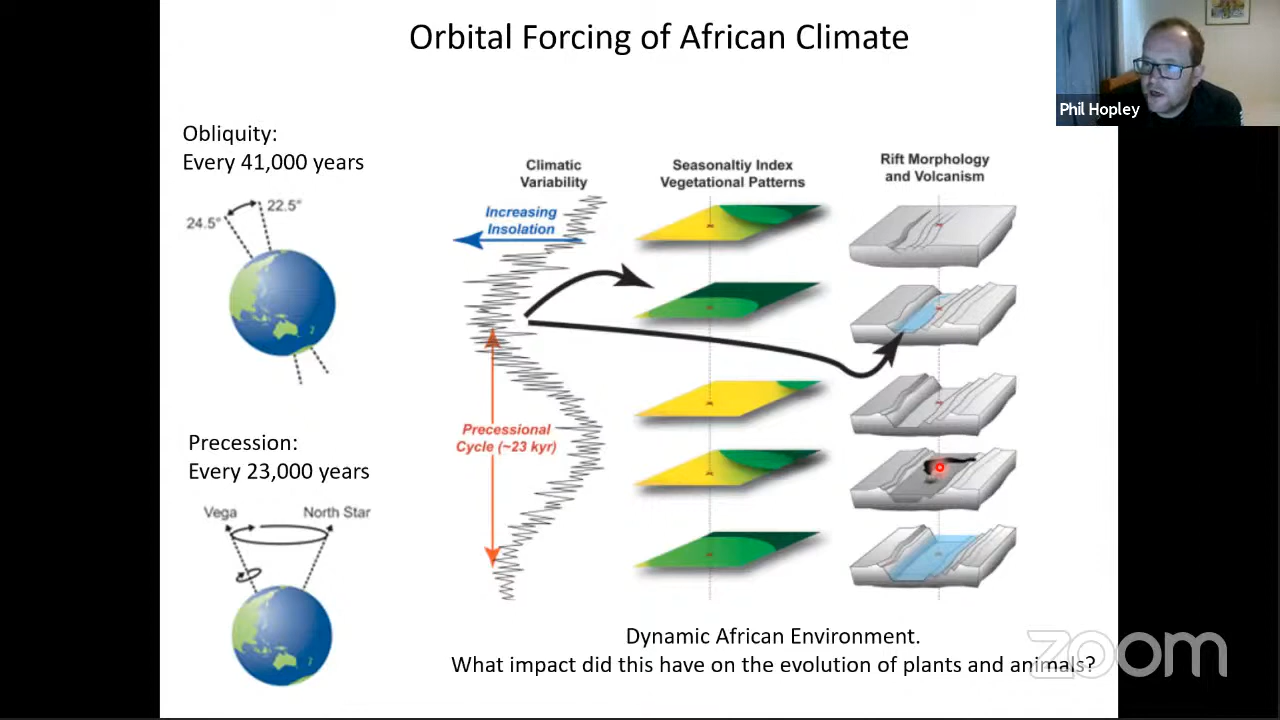 Orbital Forcing of African Climate
Phil Hopley
Obliquity:
Every 41,000 years
24.5°
22.5°
Precession:
Every 23,000 years
Vega
North Star
Climatic
Variability
Increasing
Insolation
Precessional
Cycle (~23 kyr)
Seasonaltiy Index
Vegetational Patterns
Rift Morphology
and Volcanism
Dynamic African Environment.
What impact did this have on the evolution of plants and animals?
zoom